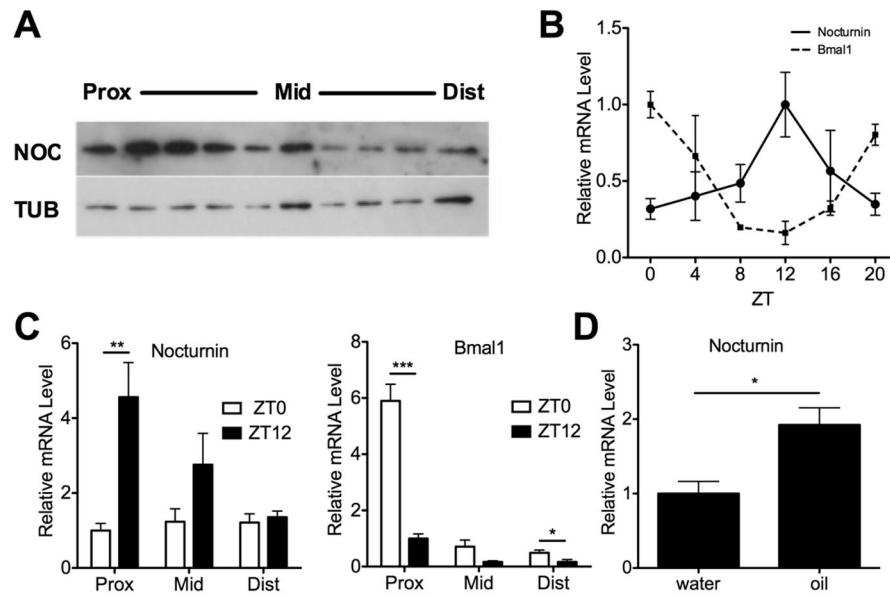 A
Prox Mid Dist
NOC
TUB
B
Nocturnin
Bmal1
Relative mRNA Level
1.5
1.0
0.5
0.0
0 4 8 12 16 20
ZT
C
Nocturnin
Relative mRNA Level
6
4
2
0
**
ZT0
ZT12
Prox Mid Dist
Bmal1
Relative mRNA Level
8
6
4
2
0
***
*
ZT0
ZT12
Prox Mid Dist
D
Nocturnin
Relative mRNA Level
3
2
1
0
*
water oil